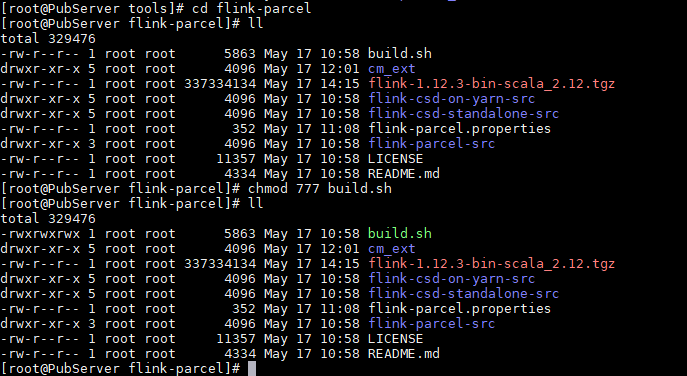 [root@PubServer tools]# cd flink-parcel
[root@PubServer flink-parcel]# ll
total 329476
-rw-r--r-- 1 root root      5863 May 17 10:58 build.sh
drwxr-xr-x 5 root root      4096 May 17 12:01 cm_ext
-rw-r--r-- 1 root root 337334134 May 17 14:15 flink-1.12.3-bin-scala_2.12.tgz
drwxr-xr-x 5 root root      4096 May 17 10:58 flink-csd-on-yarn-src
drwxr-xr-x 5 root root      4096 May 17 10:58 flink-csd-standalone-src
-rw-r--r-- 1 root root       352 May 17 11:08 flink-parcel.properties
drwxr-xr-x 3 root root      4096 May 17 10:58 flink-parcel-src
-rw-r--r-- 1 root root     11357 May 17 10:58 LICENSE
-rw-r--r-- 1 root root      4334 May 17 10:58 README.md
[root@PubServer flink-parcel]# chmod 777 build.sh
[root@PubServer flink-parcel]# ll
total 329476
-rwxrwxrwx 1 root root      5863 May 17 10:58 build.sh
drwxr-xr-x 5 root root      4096 May 17 12:01 cm_ext
-rw-r--r-- 1 root root 337334134 May 17 14:15 flink-1.12.3-bin-scala_2.12.tgz
drwxr-xr-x 5 root root      4096 May 17 10:58 flink-csd-on-yarn-src
drwxr-xr-x 5 root root      4096 May 17 10:58 flink-csd-standalone-src
-rw-r--r-- 1 root root       352 May 17 11:08 flink-parcel.properties
drwxr-xr-x 3 root root      4096 May 17 10:58 flink-parcel-src
-rw-r--r-- 1 root root     11357 May 17 10:58 LICENSE
-rw-r--r-- 1 root root      4334 May 17 10:58 README.md
[root@PubServer flink-parcel]#